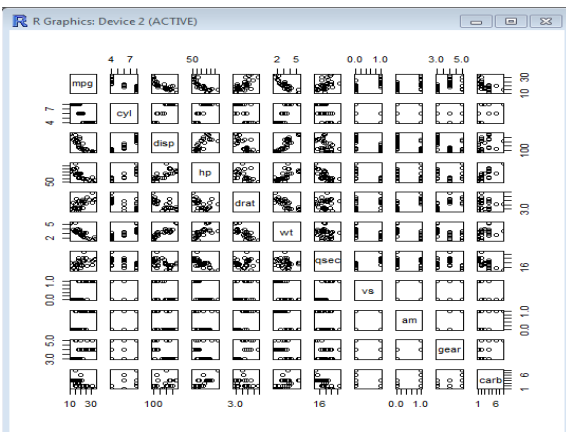 R R Graphics: Device 2 (ACTIVE)
4 7 50 2 5 0.0 1.0 3.0 5.0
mpg 10 30
4 7 cyl
disp 100
50 hp
drat 3.0
2 5 wt
qsec 16
0.0 1.0 vs
am 0.0 1.0
3.0 5.0 gear
carb 1 6
10 30 100 3.0 16 0.0 1.0 1 6